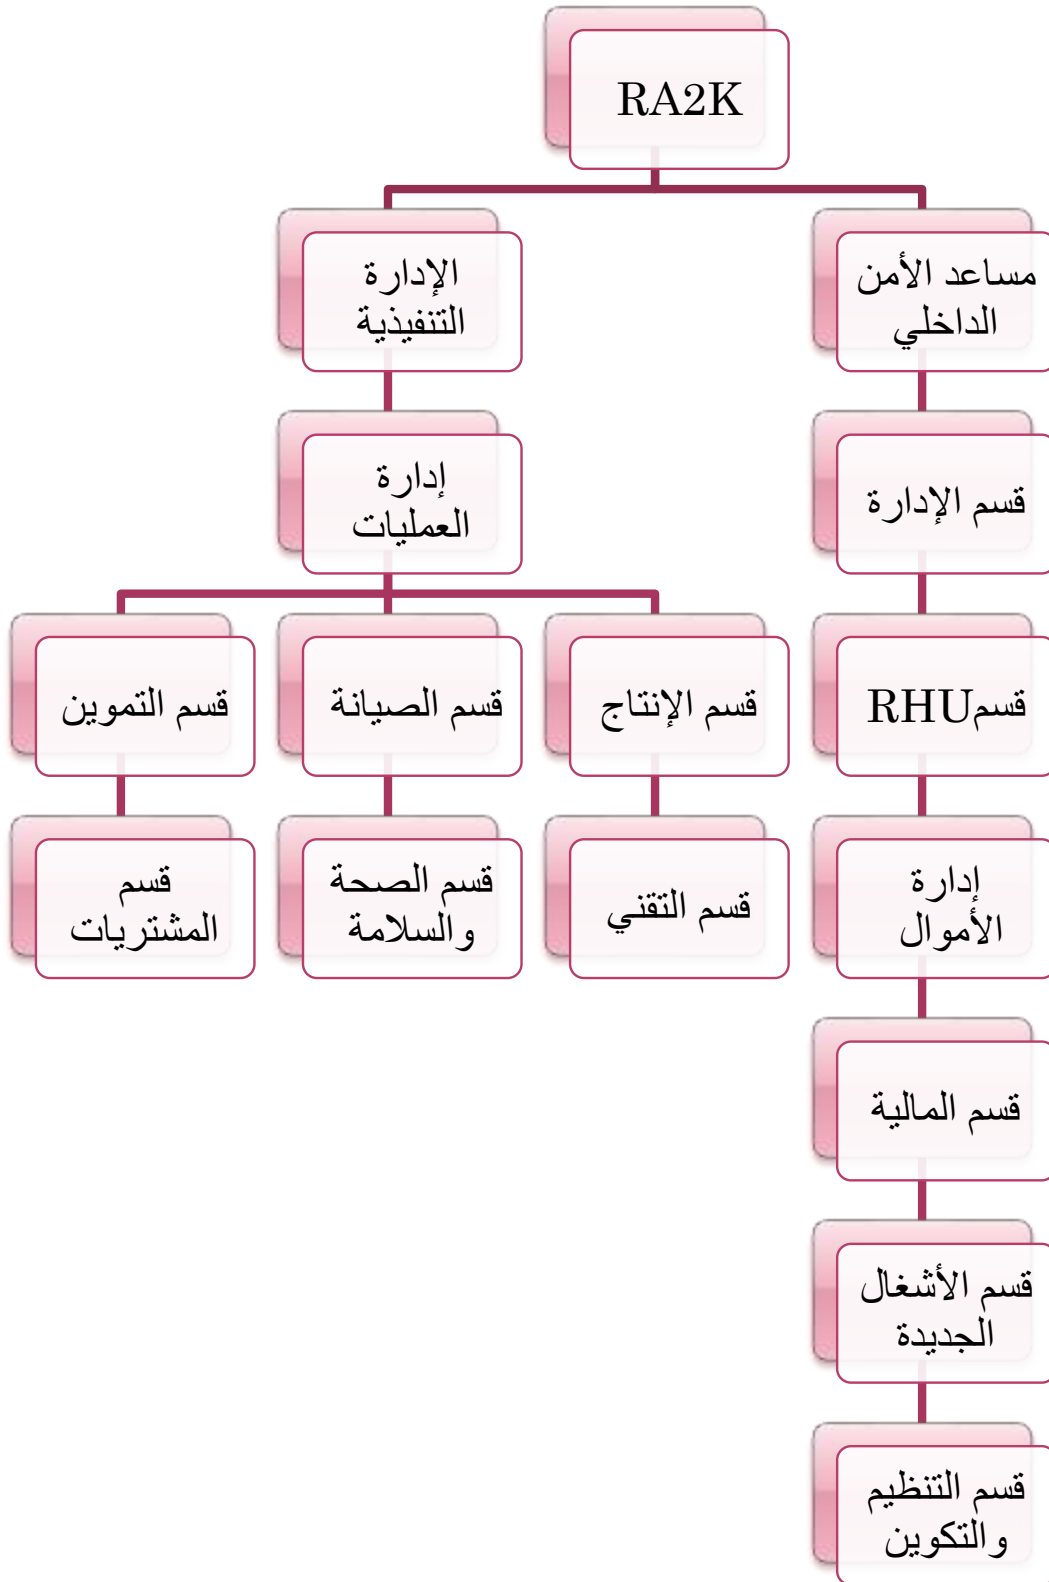 RA2K
مساعد الأمن
الداخلي
الإدارة
التنفيذية
قسم الإدارة
إدارة
العمليات
قسمRHU
قسم الإنتاج
قسم الصيانة
قسم التموين
إدارة
الأموال
قسم التقني
قسم الصحة
والسلامة
قسم
المشتريات
قسم المالية
قسم الأشغال
الجديدة
قسم التنظيم
والتكوين